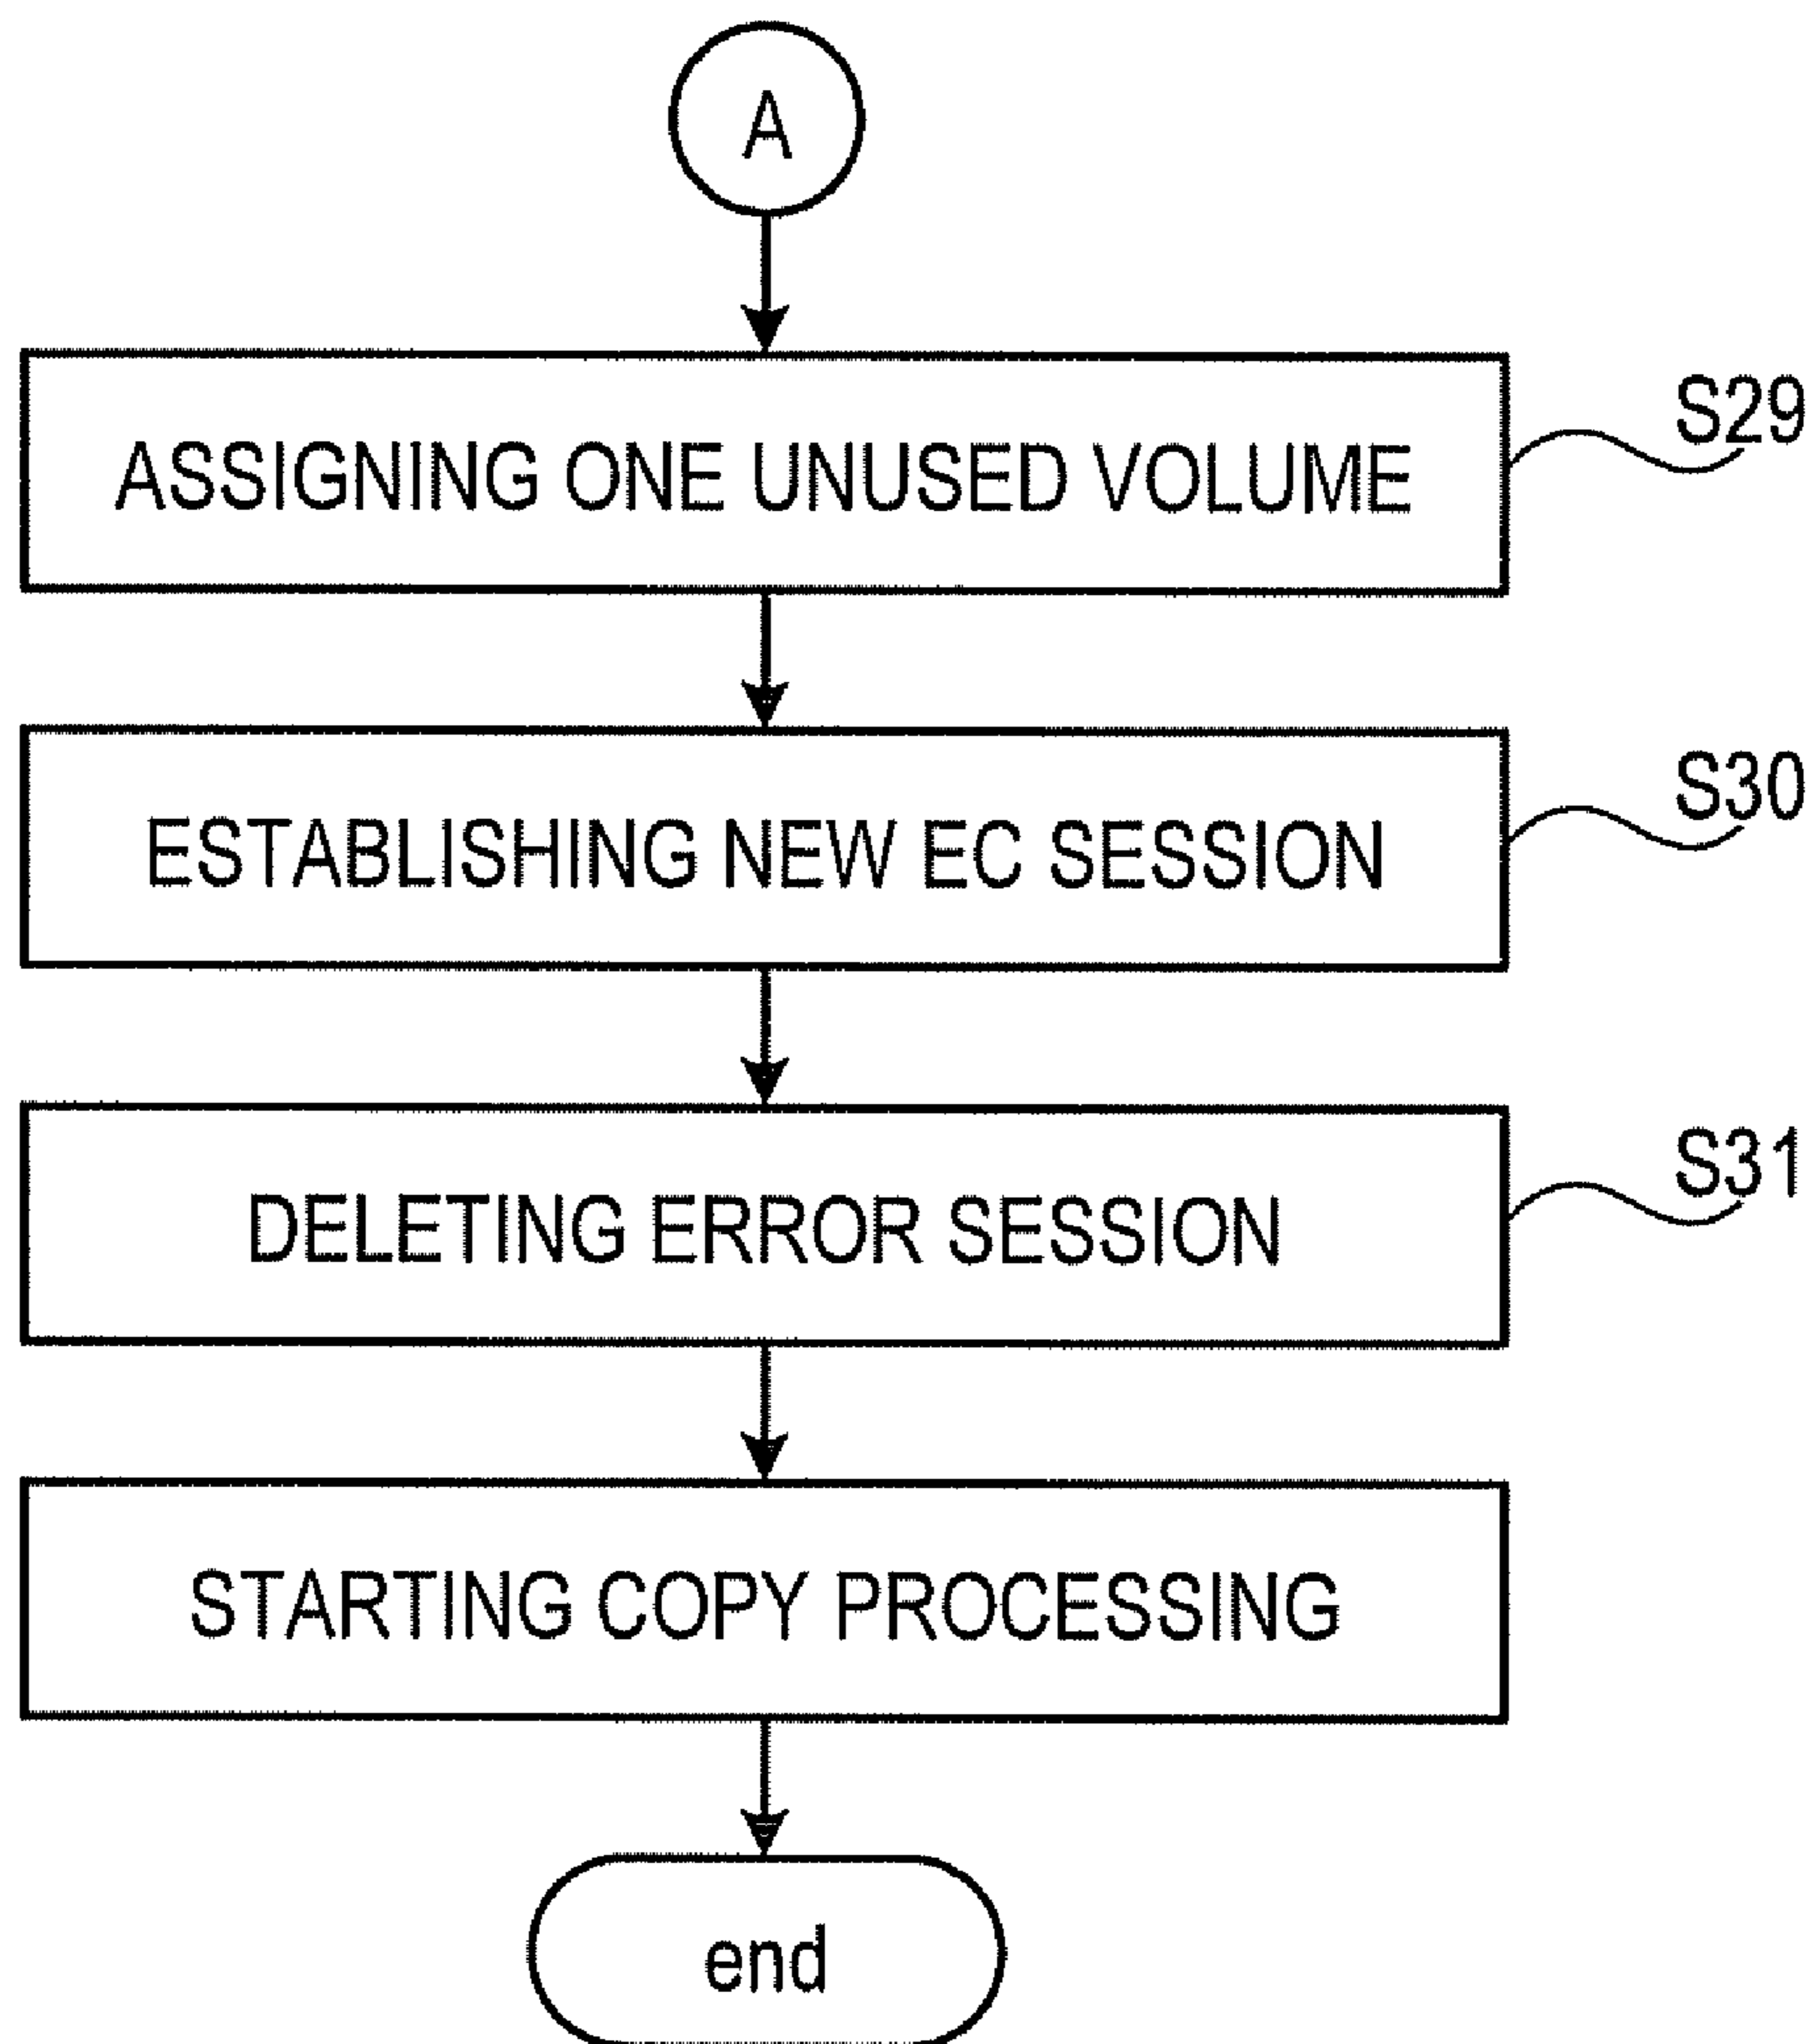 A
ASSIGNING ONE UNUSED VOLUME
S29
ESTABLISHING NEW EC SESSION
S30
DELETING ERROR SESSION
S31
STARTING COPY PROCESSING
end